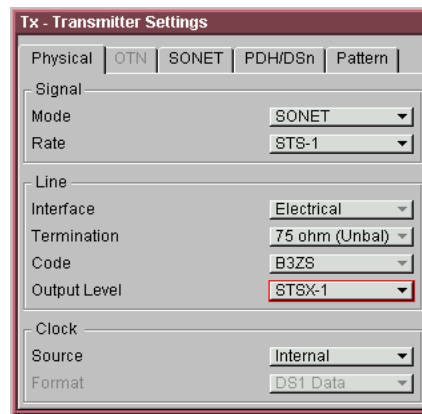 Tx - Transmitter Settings
Physical OTN SONET PDH/DSn Pattern
Signal
Mode SONET
Rate STS-1
Line
Interface Electrical
Termination 75 ohm (Unbal)
Code B3ZS
Output Level STSX-1
Clock
Source Internal
Format DS1 Data